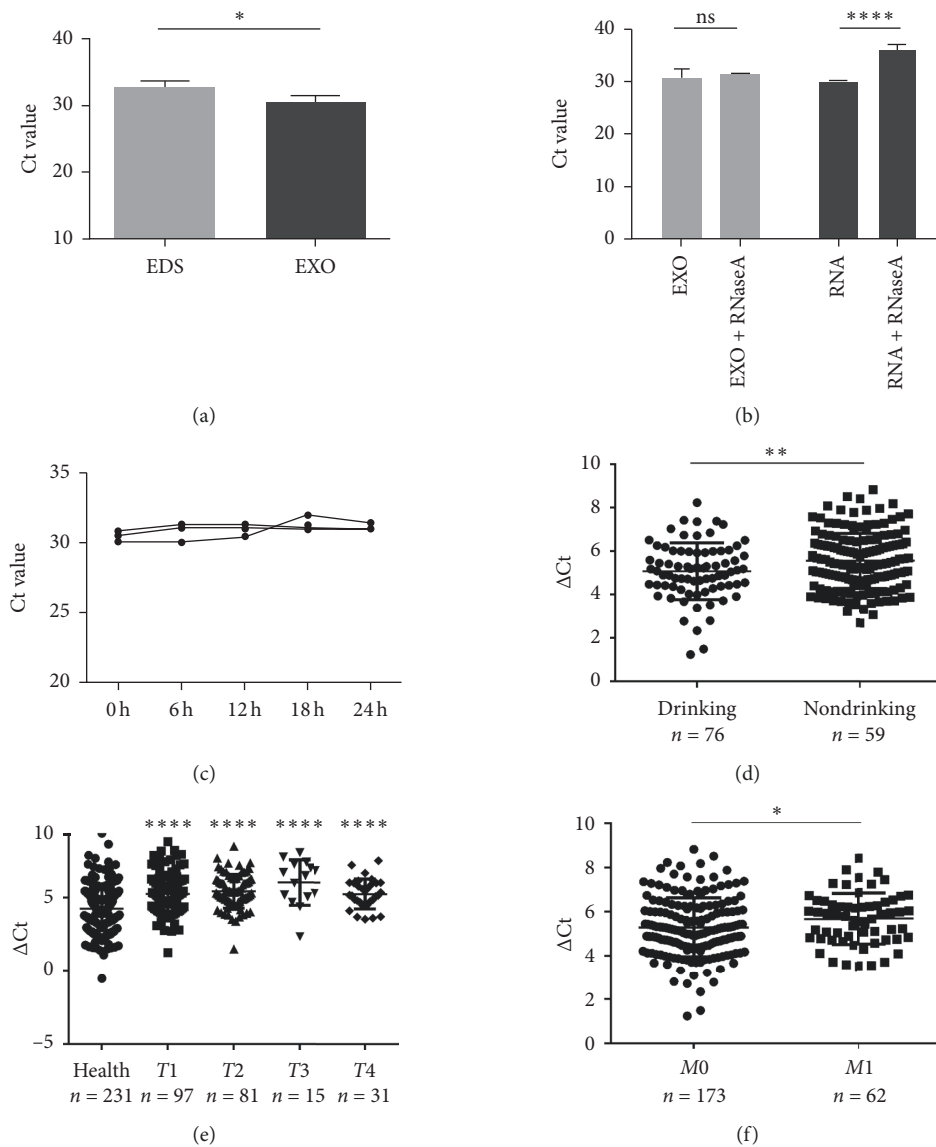 *
40
30
20
10
Ct value
EDS
EXO
(a)
ns
****
40
30
20
10
0
Ct value
EXO
EXO + RNaseA
RNA
RNA + RNaseA
(b)
35
30
25
20
Ct value
0 h
6 h
12 h
18 h
24 h
(c)
**
10
8
6
4
2
0
ΔCt
Drinking
n = 76
Nondrinking
n = 59
(d)
**** **** **** ****
10
5
0
−5
ΔCt
Health T1 T2 T3 T4
n = 231 n = 97 n = 81 n = 15 n = 31
(e)
*
10
8
6
4
2
0
ΔCt
M0 M1
n = 173 n = 62
(f)